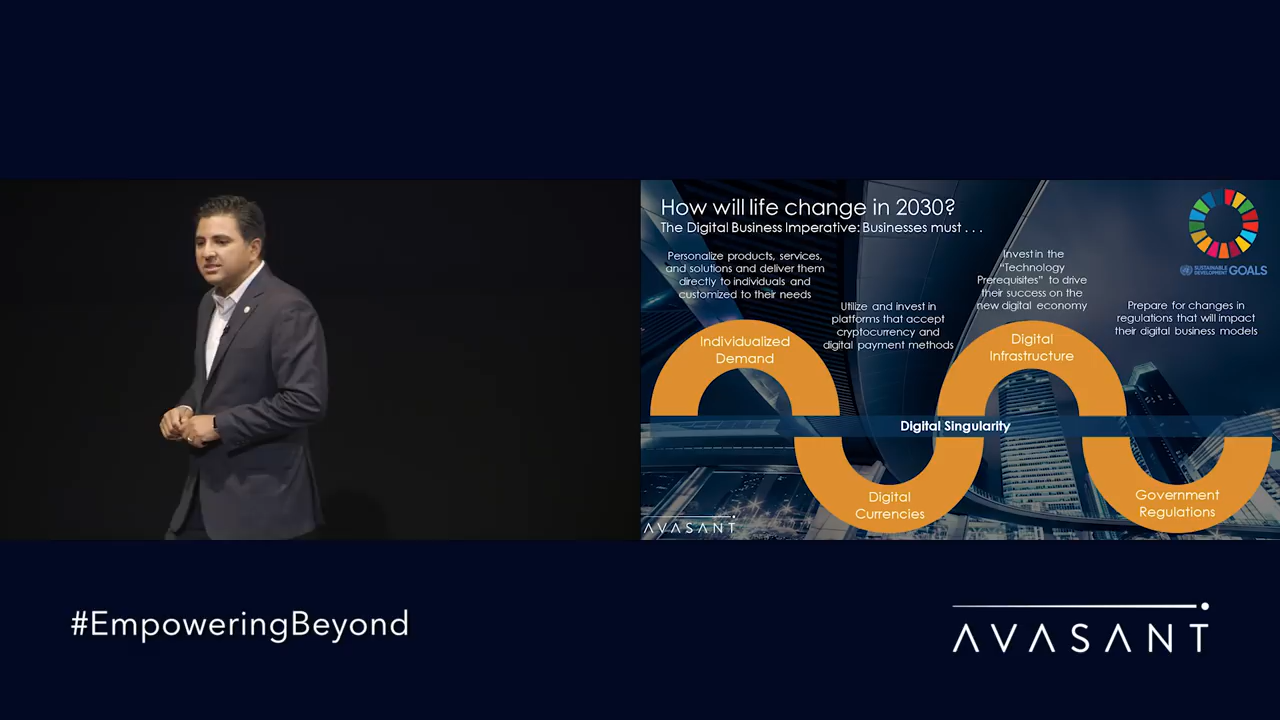 How will life change in 2030?
The Digital Business Imperative: Businesses must . . .
Personalize products, services,
and solutions and deliver them
directly to individuals and
customized to their needs
Utilize and invest in
platforms that accept
cryptocurrency and
digital payment methods
Invest in the
"Technology
Prerequisites" to drive
their success on the
new digital economy
Prepare for changes in
regulations that will impact
their digital business models
SUSTAINABLE
DEVELOPMENT GOALS
Individualized
Demand
Digital
Infrastructure
Digital Singularity
Digital
Currencies
Government
Regulations
AVASANT
#EmpoweringBeyond
AVASANT